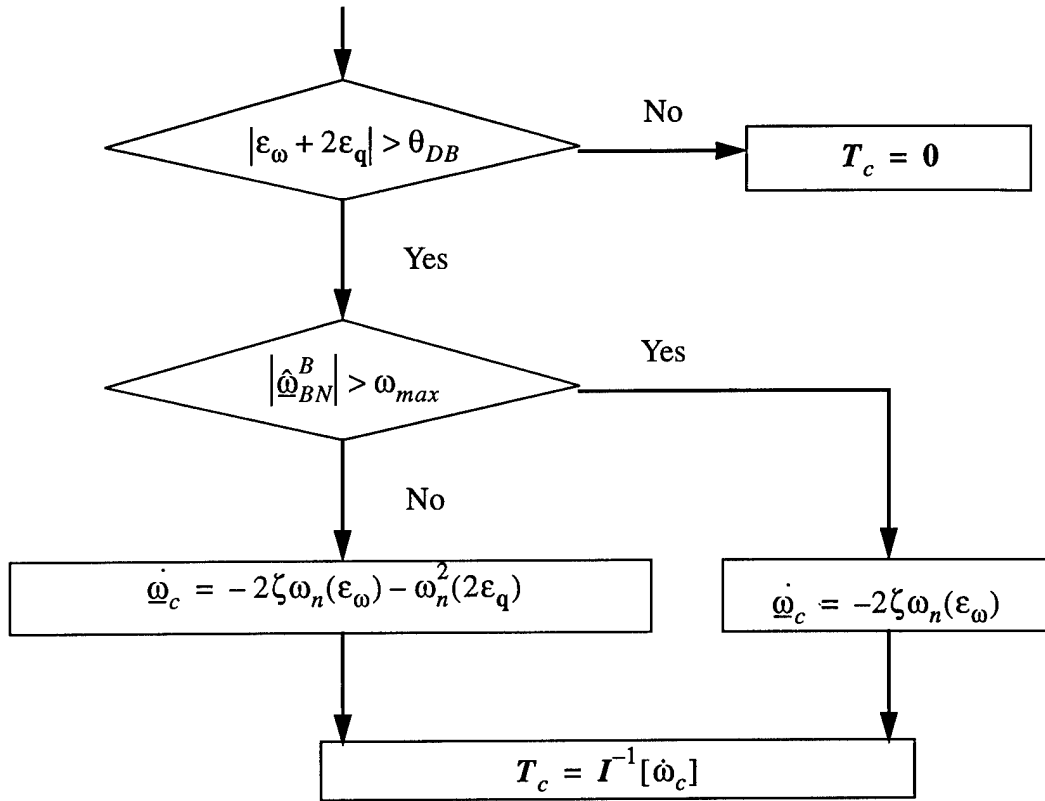 |ε_ω + 2ε_q| > θ_DB
No
T_c = 0
Yes
|ω̲̂^B_BN| > ω_max
Yes
No
ω̲̇_c = −2ζω_n(ε_ω) − ω_n^2(2ε_q)
ω̲̇_c = −2ζω_n(ε_ω)
T_c = I^−1[ω̇_c]